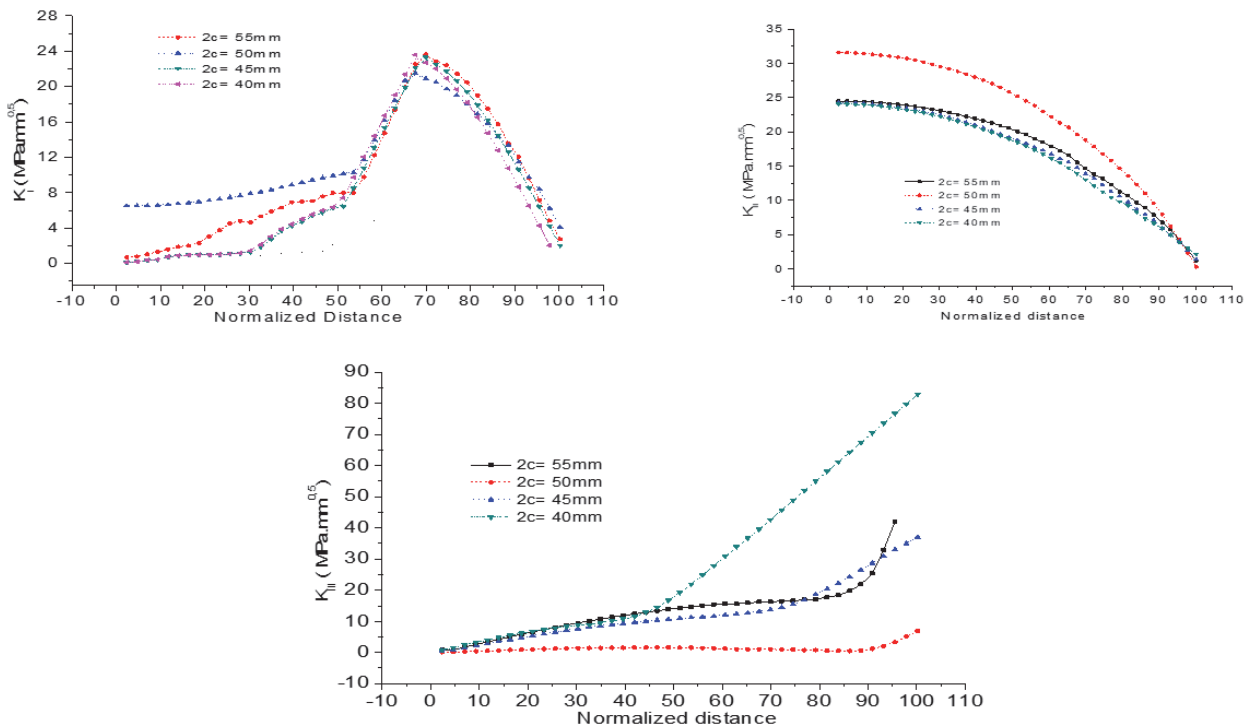 28
24
20
16
12
8
4
0
K_I (MPa.mm^0,5)
2c= 55mm
2c= 50mm
2c= 45mm
2c= 40mm
-10 0 10 20 30 40 50 60 70 80 90 100 110
Normalized Distance
35
30
25
20
15
10
5
0
K_II (MPa.mm^0,5)
2c= 55mm
2c= 50mm
2c= 45mm
2c= 40mm
-10 0 10 20 30 40 50 60 70 80 90 100 110
Normalized distance
90
80
70
60
50
40
30
20
10
0
-10
K_III (MPa.mm^0,5)
2c= 55mm
2c= 50mm
2c= 45mm
2c= 40mm
-10 0 10 20 30 40 50 60 70 80 90 100 110
Normalized distance